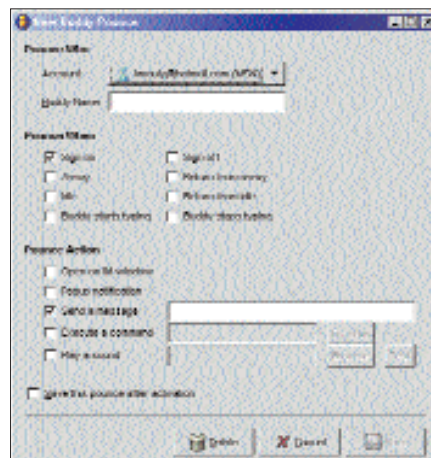 New Buddy Pounce
Pounce Who
Account:
Buddy Name:
Pounce When
Sign on
Sign off
Away
Return from away
Idle
Return from idle
Buddy starts typing
Buddy stops typing
Pounce Action
Open an IM window
Popup notification
Send a message
Execute a command
Play a sound
Save this pounce after activation
Cancel